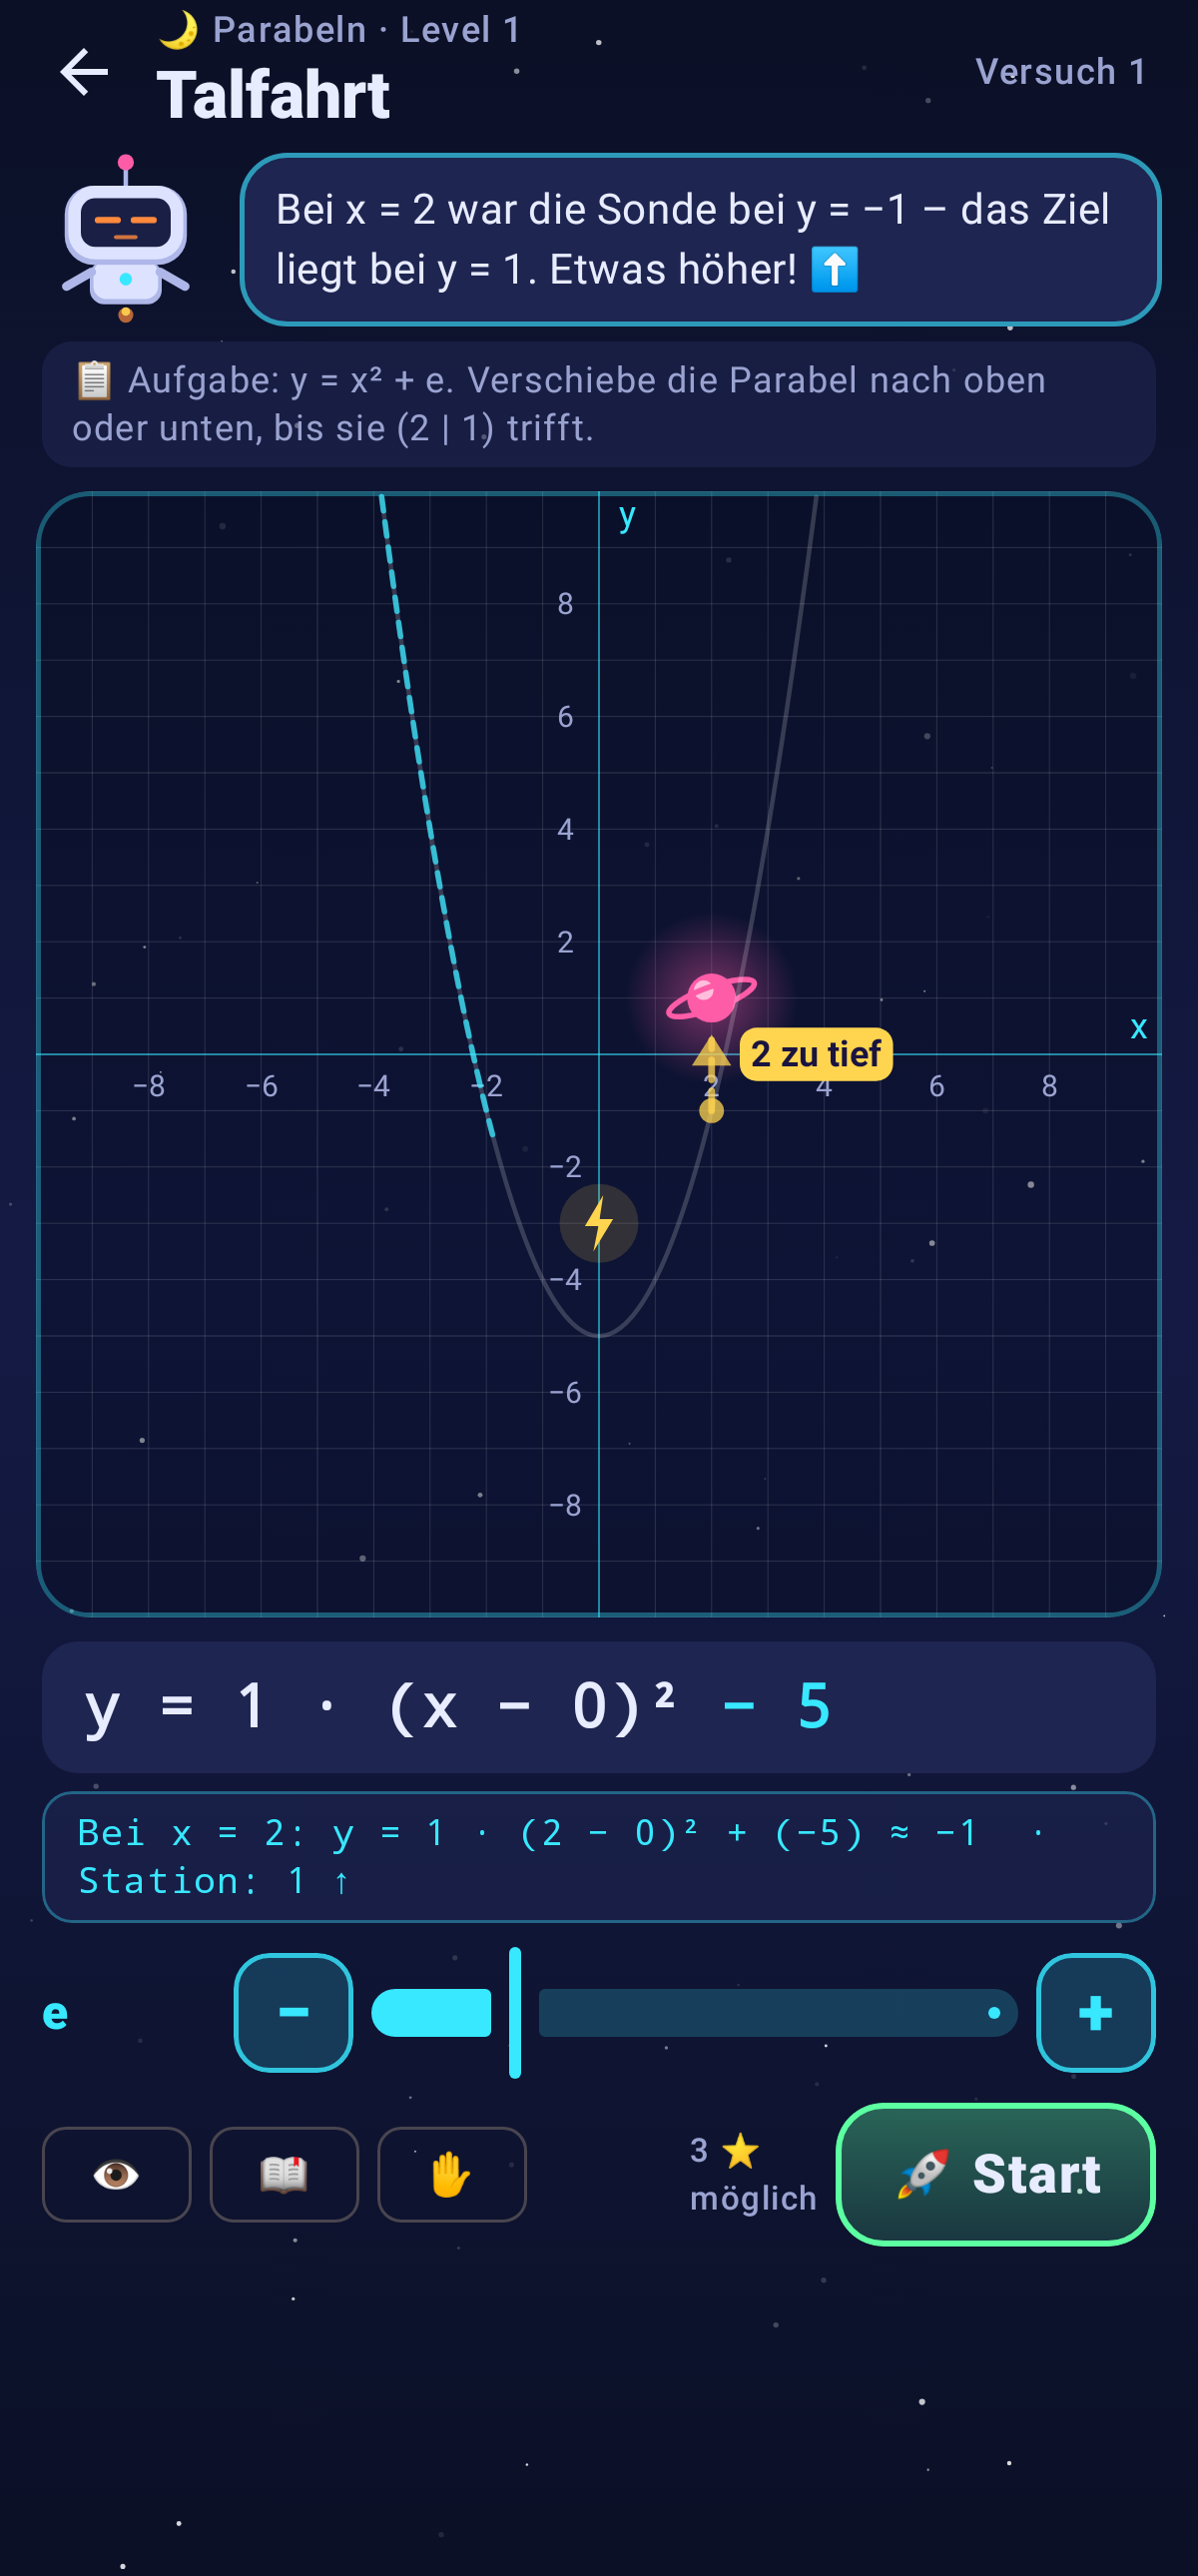 🌙 Parabeln · Level 1
Talfahrt
Versuch 1
Bei x = 2 war die Sonde bei y = −1 – das Ziel
liegt bei y = 1. Etwas höher! ⬆️
📋 Aufgabe: y = x² + e. Verschiebe die Parabel nach oben
oder unten, bis sie (2 | 1) trifft.
y
8
6
4
2
x
2 zu tief
−8 −6 −4 −2 2 4 6 8
−2
−4
−6
−8
y = 1 · (x − 0)² − 5
Bei x = 2: y = 1 · (2 − 0)² + (−5) ≈ −1 ·
Station: 1 ↑
e − +
3 ⭐
möglich
🚀 Start